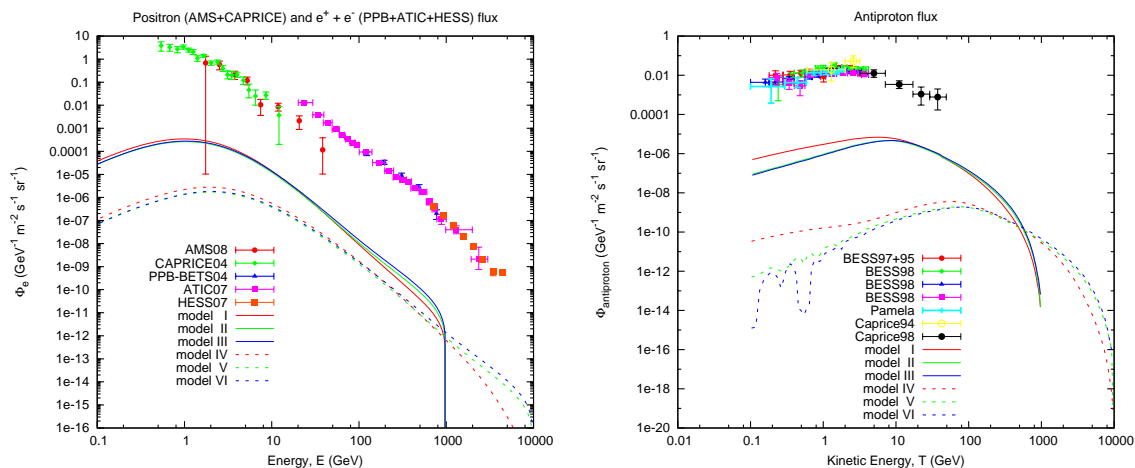 Positron (AMS+CAPRICE) and e+ + e- (PPB+ATIC+HESS) flux
Φe (GeV-1 m-2 s-1 sr-1)
10
1
0.1
0.01
0.001
0.0001
1e-05
1e-06
1e-07
1e-08
1e-09
1e-10
1e-11
1e-12
1e-13
1e-14
1e-15
1e-16
AMS08
CAPRICE04
PPB-BETS04
ATIC07
HESS07
model I
model II
model III
model IV
model V
model VI
0.1 1 10 100 1000 10000
Energy, E (GeV)
Antiproton flux
Φantiproton (GeV-1 m-2 s-1 sr-1)
1
0.01
0.0001
1e-06
1e-08
1e-10
1e-12
1e-14
1e-16
1e-18
1e-20
BESS97+95
BESS98
BESS98
BESS98
Pamela
Caprice94
Caprice98
model I
model II
model III
model IV
model V
model VI
0.01 0.1 1 10 100 1000 10000
Kinetic Energy, T (GeV)